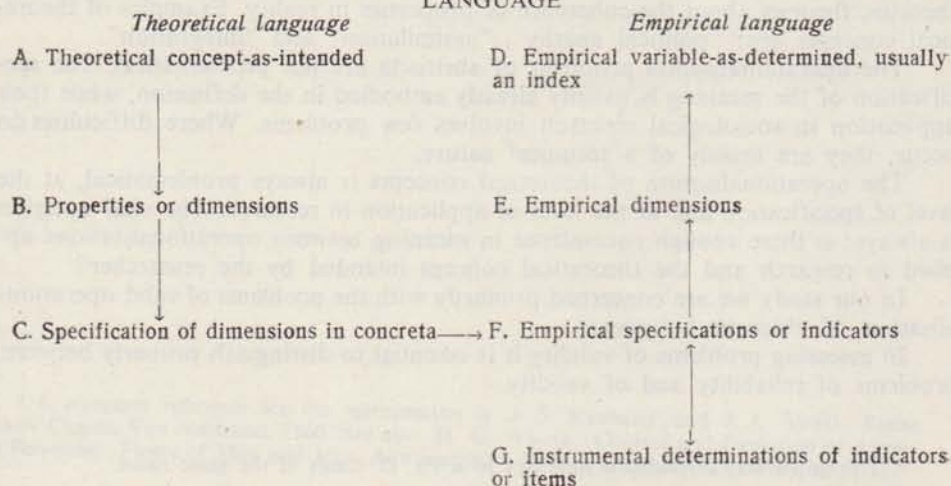 LANGUAGE
Theoretical language Empirical language
A. Theoretical concept-as-intended D. Empirical variable-as-determined, usually
an index
B. Properties or dimensions E. Empirical dimensions
C. Specification of dimensions in concreta F. Empirical specifications or indicators
G. Instrumental determinations of indicators
or items